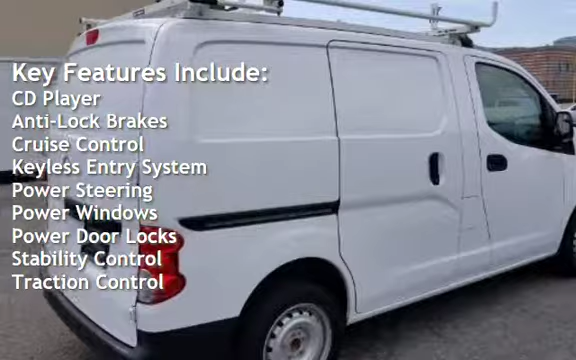 Key Features Include:
CD Player
Anti-Lock Brakes
Cruise Control
Keyless Entry System
Power Steering
Power Windows
Power Door Locks
Stability Control
Traction Control